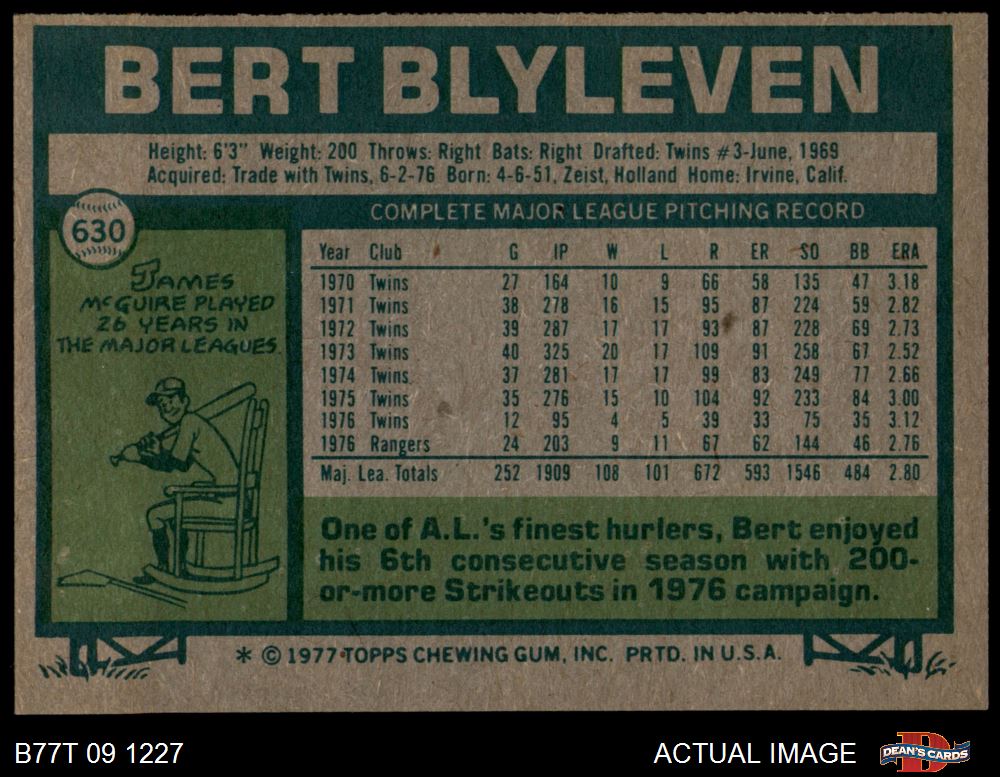 BERT BLYLEVEN
Height: 6'3" Weight: 200 Throws: Right Bats: Right Drafted: Twins #3-June, 1969
Acquired: Trade with Twins, 6-2-76 Born: 4-6-51, Zeist, Holland Home: Irvine, Calif.
630
JAMES
McGUIRE PLAYED
26 YEARS IN
THE MAJOR LEAGUES.
COMPLETE MAJOR LEAGUE PITCHING RECORD
Year Club G IP W L R ER SO BB ERA
1970 Twins 27 164 10 9 66 58 135 47 3.18
1971 Twins 38 278 16 15 95 87 224 59 2.82
1972 Twins 39 287 17 17 93 87 228 69 2.73
1973 Twins 40 325 20 17 109 91 258 67 2.52
1974 Twins 37 281 17 17 99 83 249 77 2.66
1975 Twins 35 276 15 10 104 92 233 84 3.00
1976 Twins 12 95 4 5 39 33 75 35 3.12
1976 Rangers 24 203 9 11 67 62 144 46 2.76
Maj. Lea. Totals 252 1909 108 101 672 593 1546 484 2.80
One of A.L.'s finest hurlers, Bert enjoyed
his 6th consecutive season with 200-
or-more Strikeouts in 1976 campaign.
* © 1977 TOPPS CHEWING GUM, INC. PRTD. IN U.S.A.
B77T 09 1227
ACTUAL IMAGE
DEAN'S CARDS